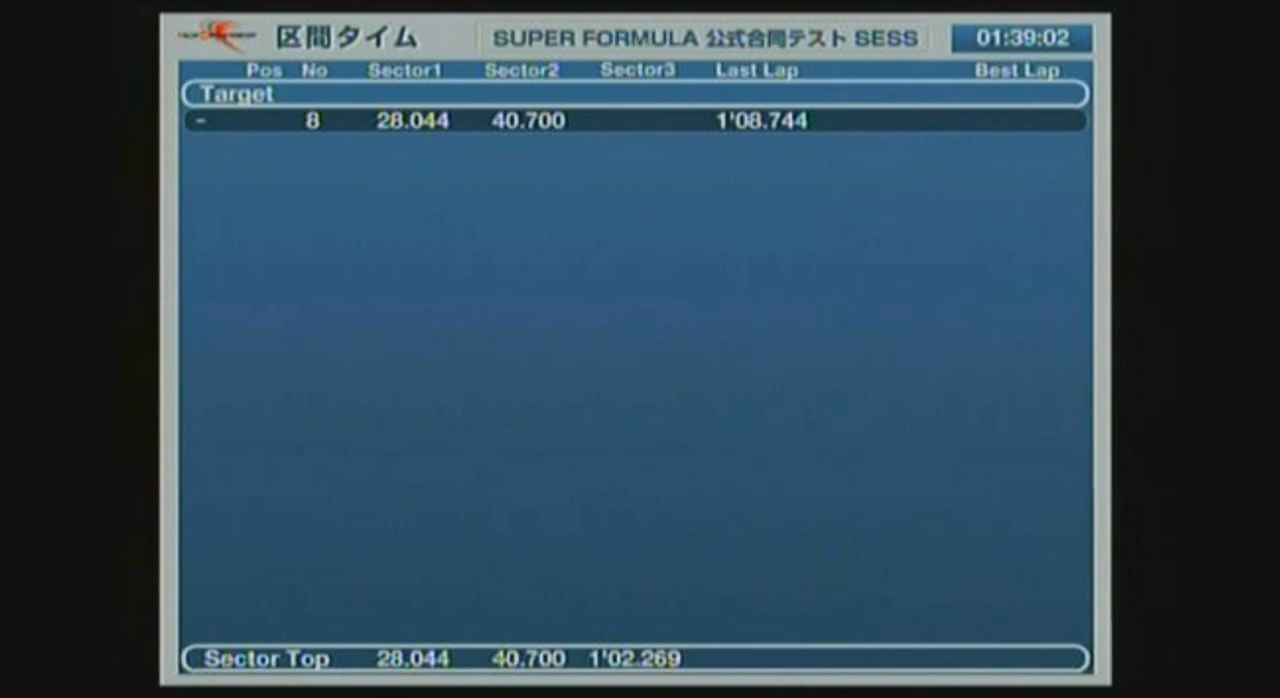 区間タイム SUPER FORMULA 公式合同テスト SESS 01:39:02
Pos No Sector1 Sector2 Sector3 Last Lap Best Lap
Target
- 8 28.044 40.700 1'08.744
Sector Top 28.044 40.700 1'02.269